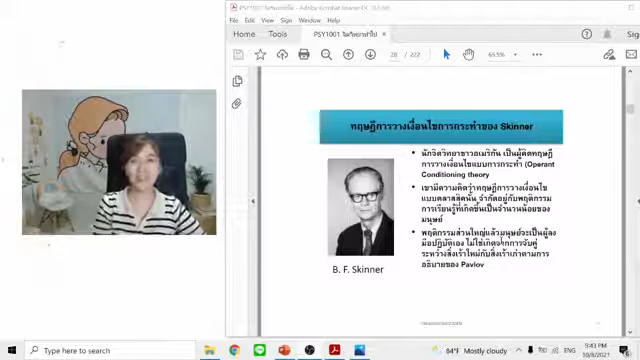 PSY1001 จิตวิทยาทั่วไป - Adobe Acrobat Reader DC (32-bit)
File Edit View Sign Window Help
Home Tools PSY1001 จิตวิทยาทั่วไป × Sign
28 / 222 65.5%
ทฤษฎีการวางเงื่อนไขการกระทำของ Skinner
• นักจิตวิทยาชาวอเมริกัน เป็นผู้คิดทฤษฎี
การวางเงื่อนไขแบบการกระทำ (Operant
Conditioning theory
• เขามีความคิดว่าทฤษฎีการวางเงื่อนไข
แบบคลาสสิคนั้น จำกัดอยู่กับพฤติกรรม
การเรียนรู้ที่เกิดขึ้นเป็นจำนวนน้อยของ
มนุษย์
• พฤติกรรมส่วนใหญ่แล้วมนุษย์จะเป็นผู้ลง
มือปฏิบัติเอง ไม่ใช่เกิดจากการจับคู่
ระหว่างสิ่งเร้าใหม่กับสิ่งเร้าเก่าตามการ
อธิบายของ Pavlov
B. F. Skinner
Type here to search
84°F Mostly cloudy ENG
9:43 PM
10/8/2021